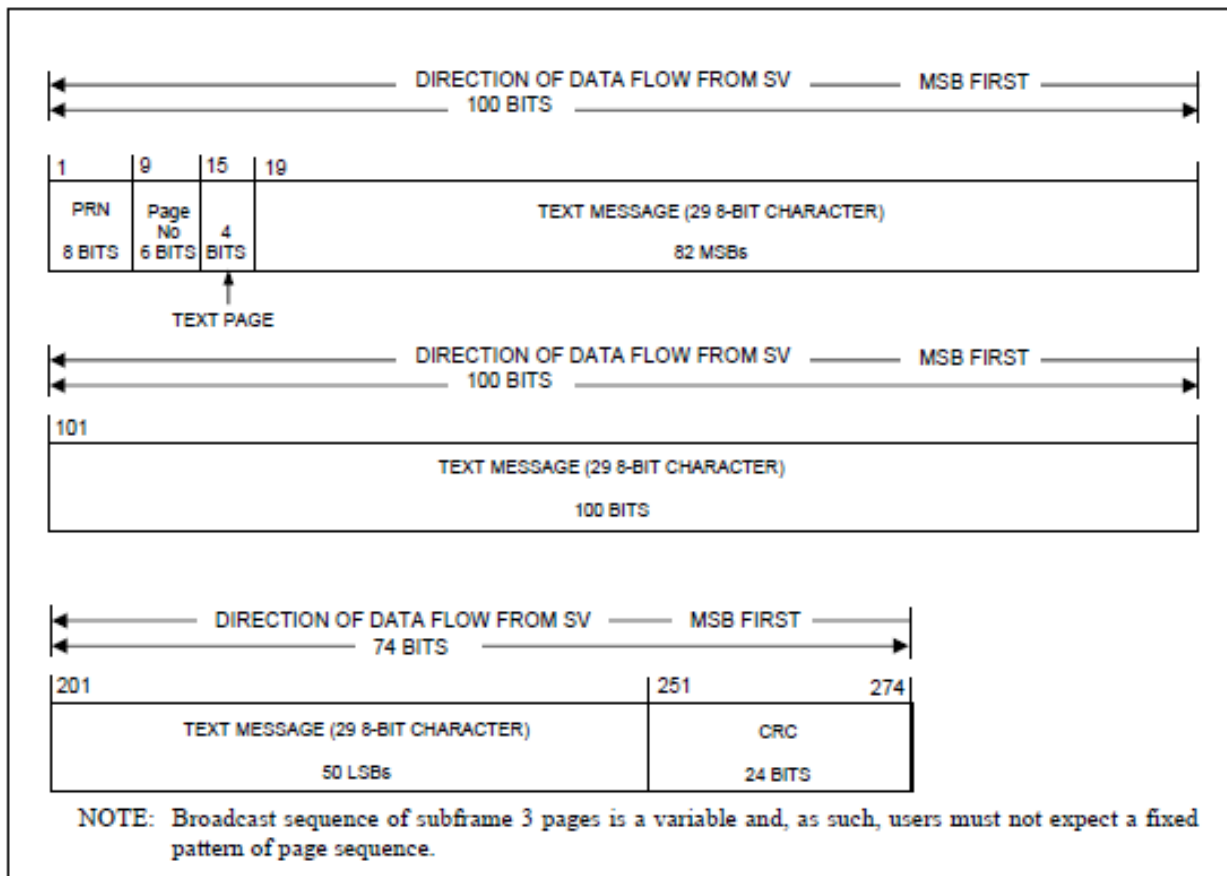 DIRECTION OF DATA FLOW FROM SV MSB FIRST
100 BITS
1 9 15 19
PRN
8 BITS
Page
No
6 BITS
4
BITS
TEXT MESSAGE (29 8-BIT CHARACTER)
82 MSBs
TEXT PAGE
DIRECTION OF DATA FLOW FROM SV MSB FIRST
100 BITS
101
TEXT MESSAGE (29 8-BIT CHARACTER)
100 BITS
DIRECTION OF DATA FLOW FROM SV MSB FIRST
74 BITS
201 251 274
TEXT MESSAGE (29 8-BIT CHARACTER)
50 LSBs
CRC
24 BITS
NOTE: Broadcast sequence of subframe 3 pages is a variable and, as such, users must not expect a fixed
pattern of page sequence.